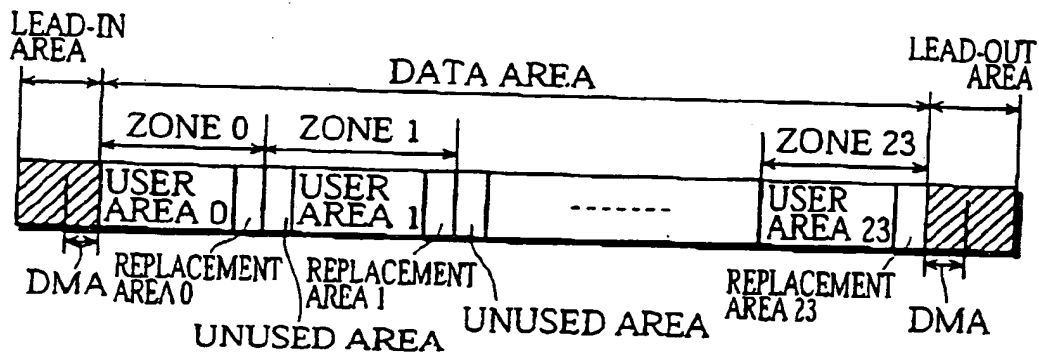 LEAD-IN
AREA
LEAD-OUT
AREA
DATA AREA
ZONE 0
ZONE 1
ZONE 23
USER
AREA 0
USER
AREA 1
USER
AREA 23
DMA
REPLACEMENT
AREA 0
REPLACEMENT
AREA 1
REPLACEMENT
AREA 23
DMA
UNUSED AREA
UNUSED AREA